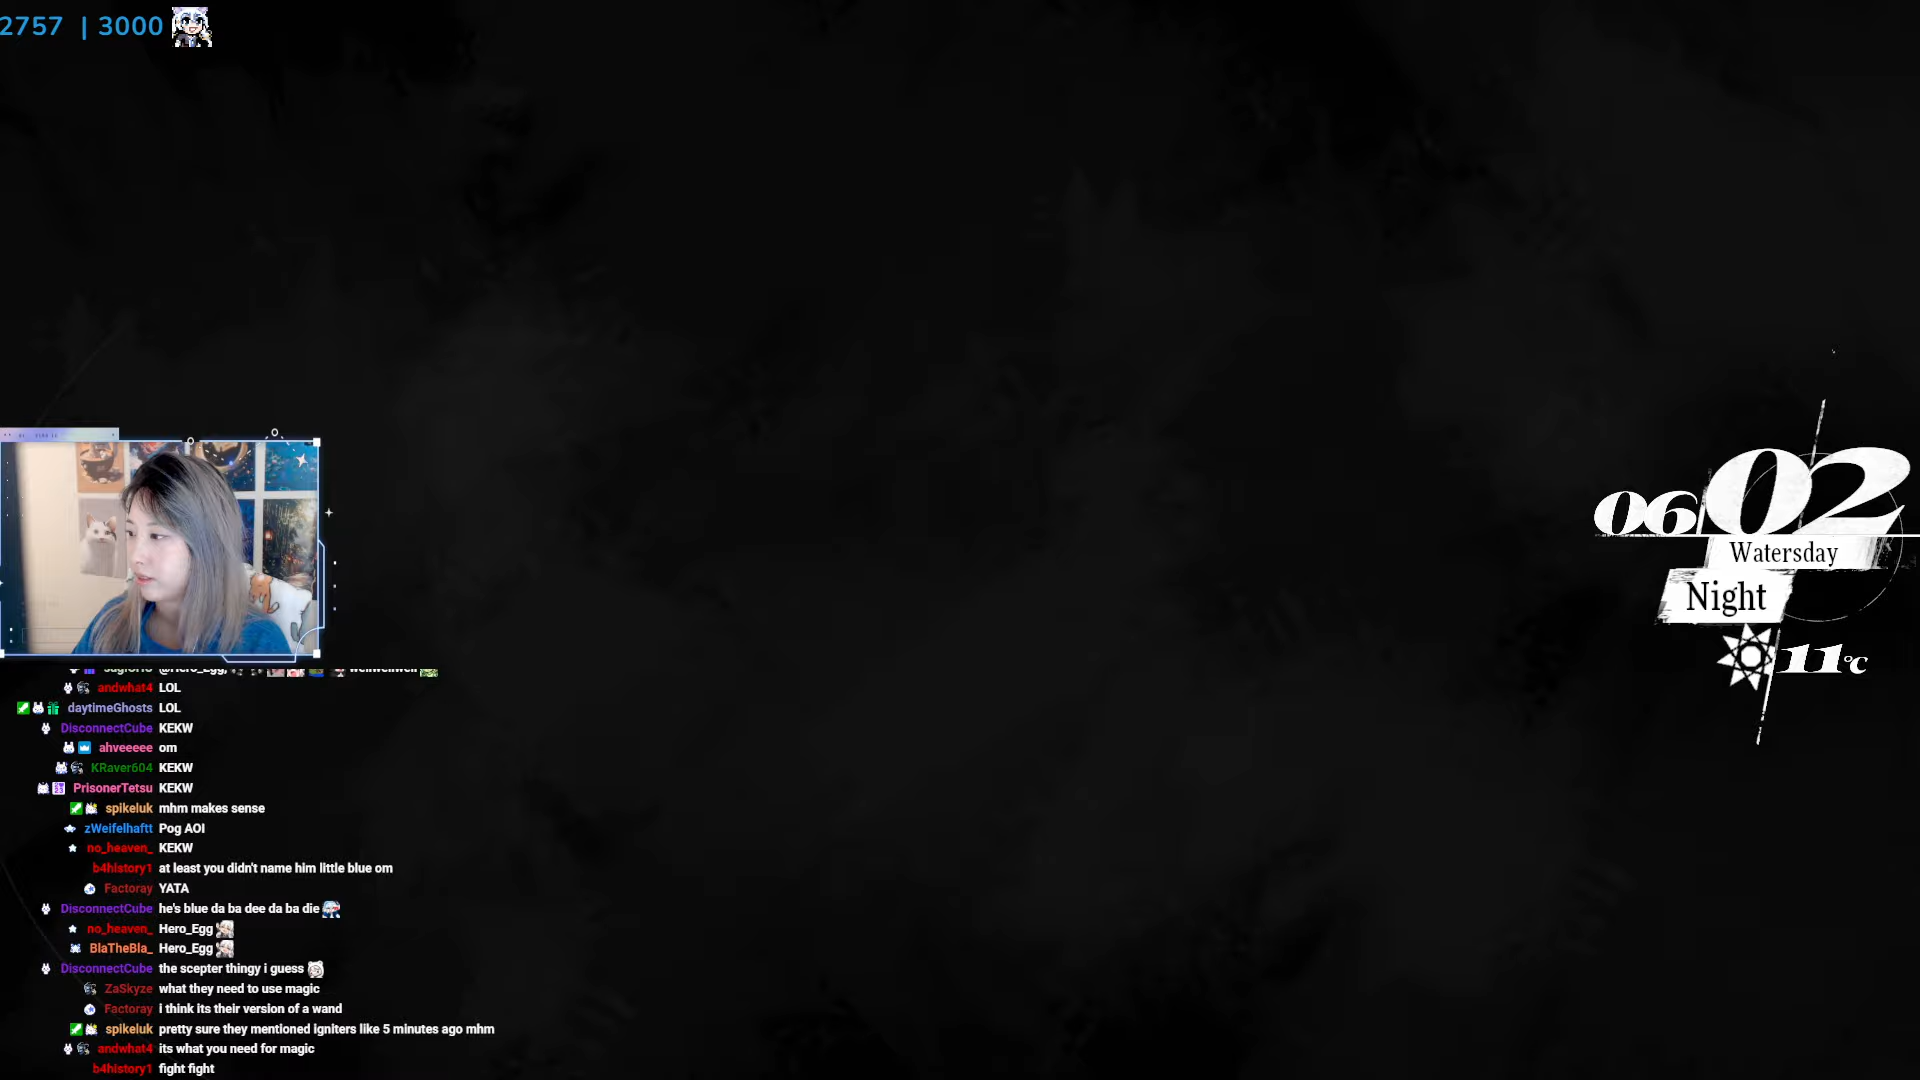 2757 | 3000
06 02
Watersday
Night
11°C
@Hero_Egg,
andwhat4 LOL
daytimeGhosts LOL
DisconnectCube KEKW
ahveeeee om
KRaver604 KEKW
PrisonerTetsu KEKW
spikeluk mhm makes sense
zWeifelhaftt Pog AOI
no_heaven_ KEKW
b4history1 at least you didn't name him little blue om
Factoray YATA
DisconnectCube he's blue da ba dee da ba die
no_heaven_ Hero_Egg
BlaTheBla_ Hero_Egg
DisconnectCube the scepter thingy i guess
ZaSkyze what they need to use magic
Factoray i think its their version of a wand
spikeluk pretty sure they mentioned igniters like 5 minutes ago mhm
andwhat4 its what you need for magic
b4history1 fight fight